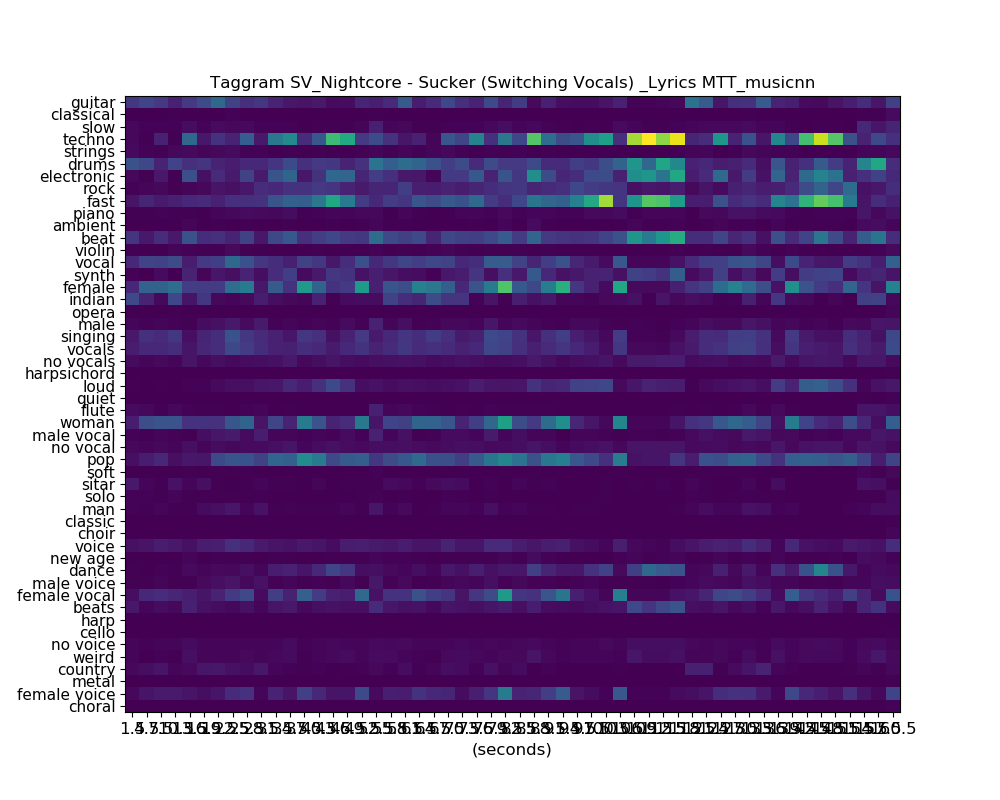 Taggram SV_Nightcore - Sucker (Switching Vocals) _Lyrics MTT_musicnn
guitar
classical
slow
techno
strings
drums
electronic
rock
fast
piano
ambient
beat
violin
vocal
synth
female
indian
opera
male
singing
vocals
no vocals
harpsichord
loud
quiet
flute
woman
male vocal
no vocal
pop
soft
sitar
solo
man
classic
choir
voice
new age
dance
male voice
female vocal
beats
harp
cello
no voice
weird
country
metal
female voice
choral
(seconds)